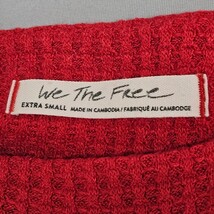 We The Free
EXTRA SMALL MADE IN CAMBODIA / FABRIQUÉ AU CAMBODGE